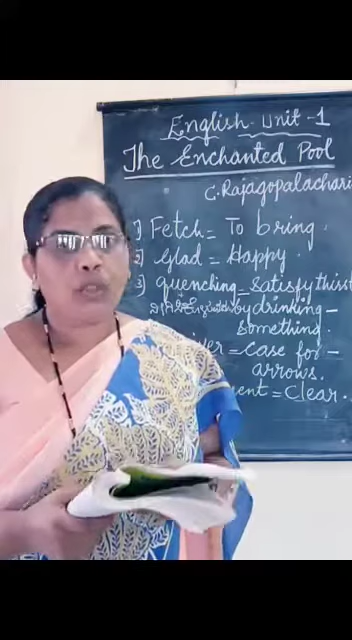 English - Unit - 1
The Enchanted Pool
C. Rajagopalachari
1) Fetch = To bring
2) Glad = Happy
3) quenching = Satisfy thirst
by drinking -
something.
= case for -
arrows.
= clear.